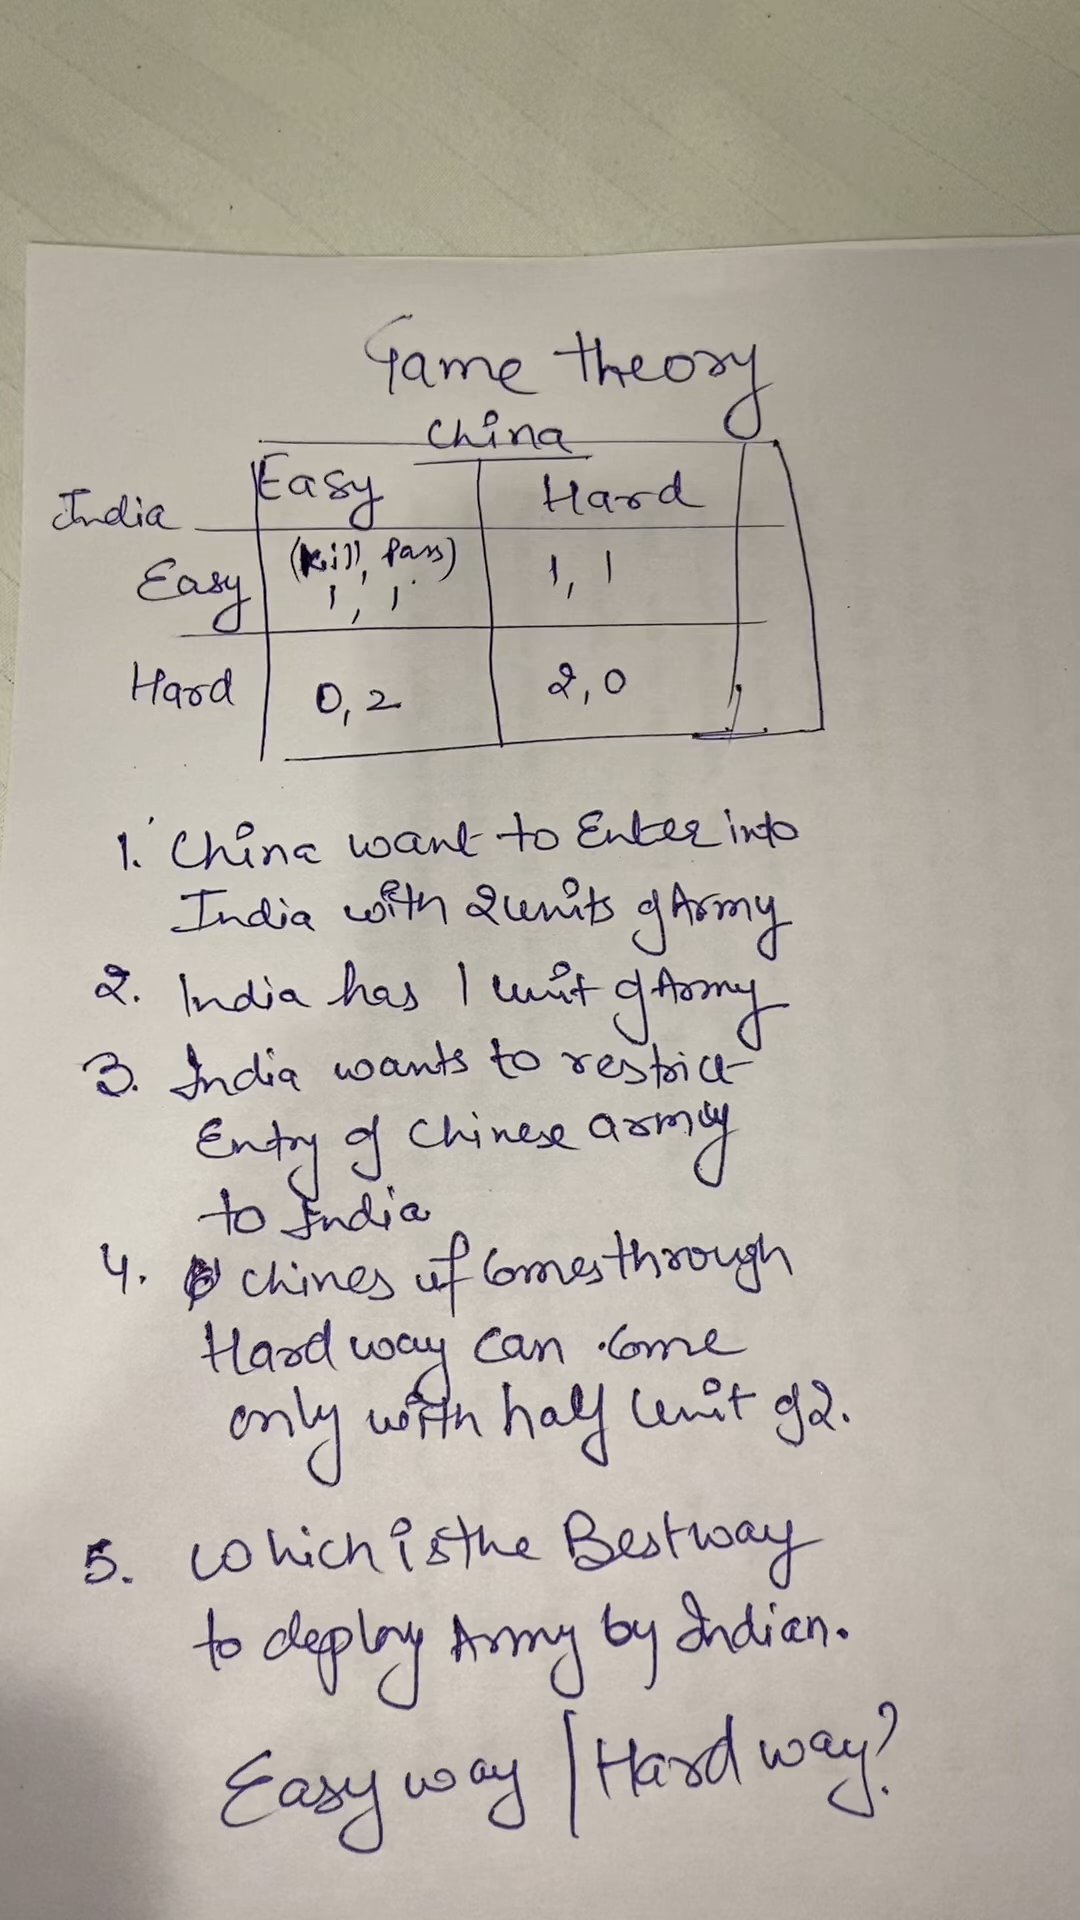 Game theory
China
India Easy Hard
Easy (kill, Pass) 1, 1 1, 1
Hard 0, 2 2, 0
1. China want to Enter into
India with 2 units of Army
2. India has 1 unit of Army
3. India wants to restrict
Entry of Chinese army
to India
4. Chines if Comes through
Hard way can Come
only with half Unit of 2.
5. Which is the Best way
to deploy Army by Indian.
Easy way / Hard way?